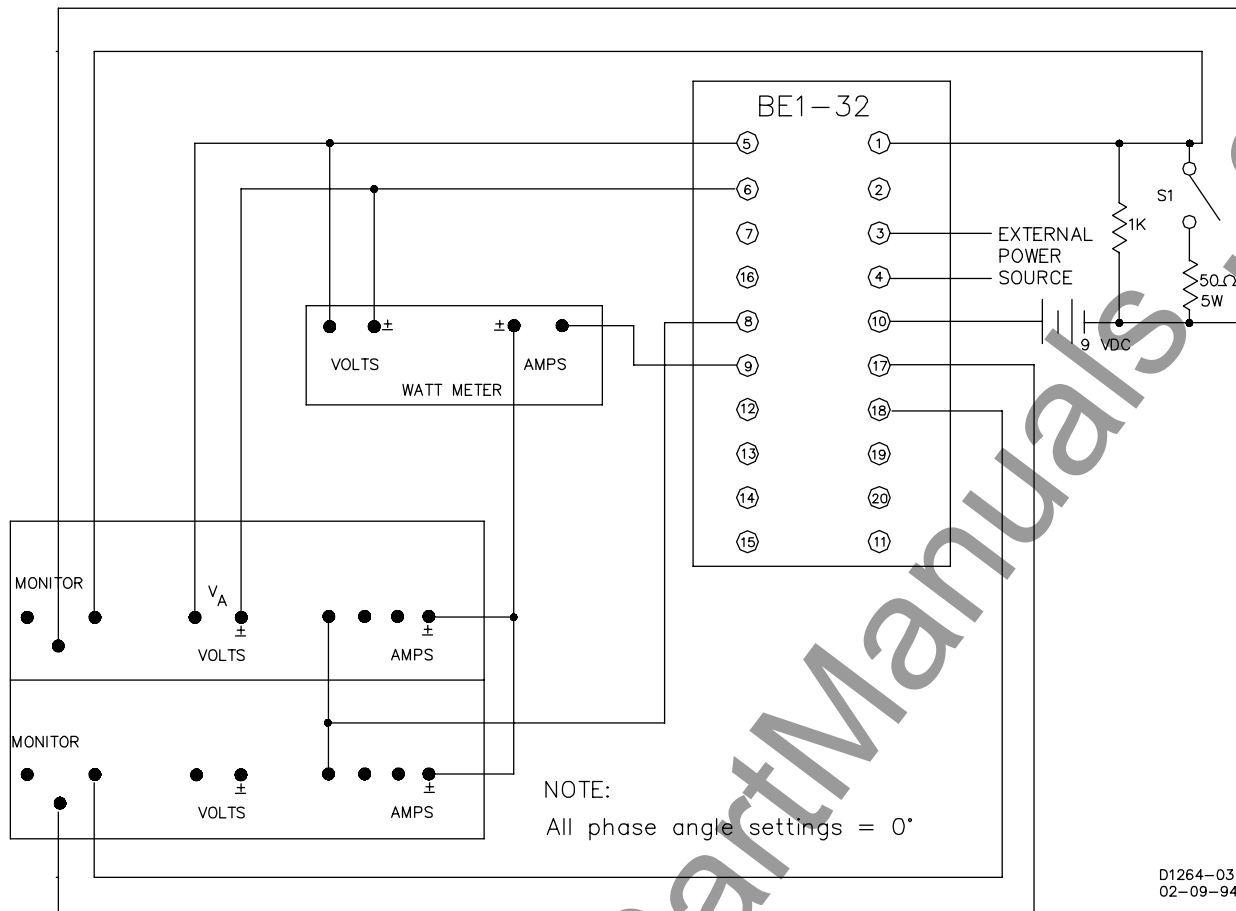 BE1-32
5 1
6 2
7 3
16 4
8 10
9 17
12 18
13 19
14 20
15 11
EXTERNAL
POWER
SOURCE
S1
1K
50Ω
5W
9 VDC
± ±
VOLTS AMPS
WATT METER
MONITOR
V
A
± ±
VOLTS AMPS
MONITOR
± ±
VOLTS AMPS
NOTE:
All phase angle settings = 0°
D1264-03
02-09-94
artManuals